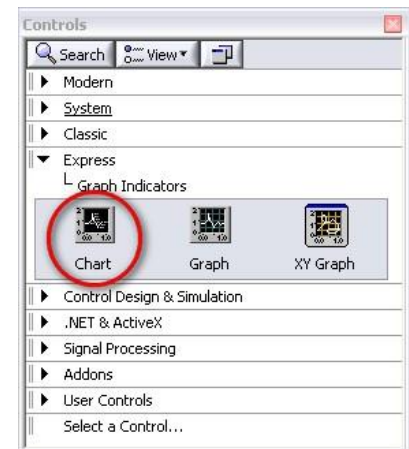 Controls
Search View
Modern
System
Classic
Express
Graph Indicators
Chart Graph XY Graph
Control Design & Simulation
.NET & ActiveX
Signal Processing
Addons
User Controls
Select a Control...